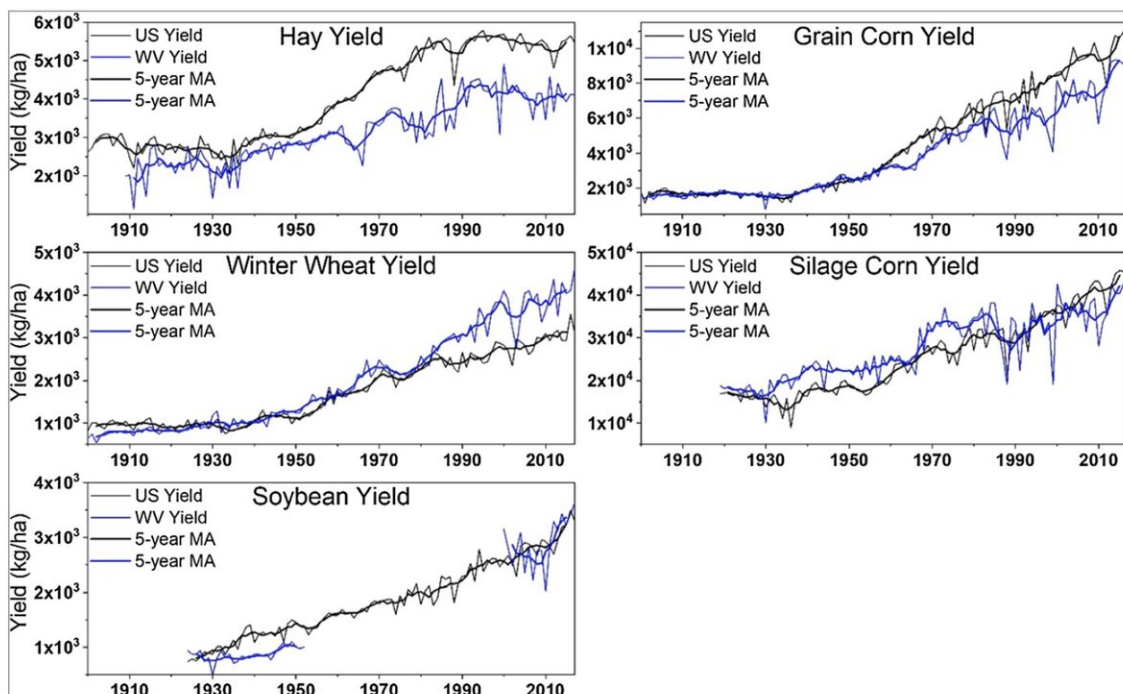 Hay Yield
US Yield
WV Yield
5-year MA
5-year MA
Yield (kg/ha)
6x10³
5x10³
4x10³
3x10³
2x10³
1910 1930 1950 1970 1990 2010
Grain Corn Yield
US Yield
WV Yield
5-year MA
5-year MA
1x10⁴
8x10³
6x10³
4x10³
2x10³
1910 1930 1950 1970 1990 2010
Winter Wheat Yield
US Yield
WV Yield
5-year MA
5-year MA
Yield (kg/ha)
5x10³
4x10³
3x10³
2x10³
1x10³
1910 1930 1950 1970 1990 2010
Silage Corn Yield
US Yield
WV Yield
5-year MA
5-year MA
5x10⁴
4x10⁴
3x10⁴
2x10⁴
1x10⁴
1910 1930 1950 1970 1990 2010
Soybean Yield
US Yield
WV Yield
5-year MA
5-year MA
Yield (kg/ha)
4x10³
3x10³
2x10³
1x10³
1910 1930 1950 1970 1990 2010